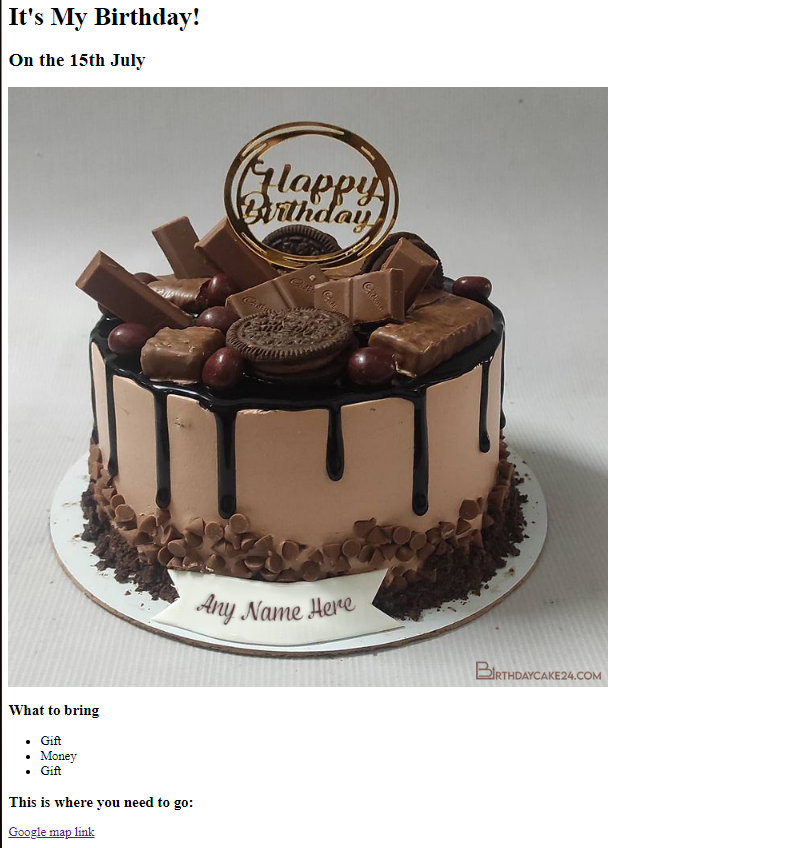 It's My Birthday!
On the 15th July
Happy
Birthday
Any Name Here
BIRTHDAYCAKE24.COM
What to bring
Gift
Money
Gift
This is where you need to go:
Google map link